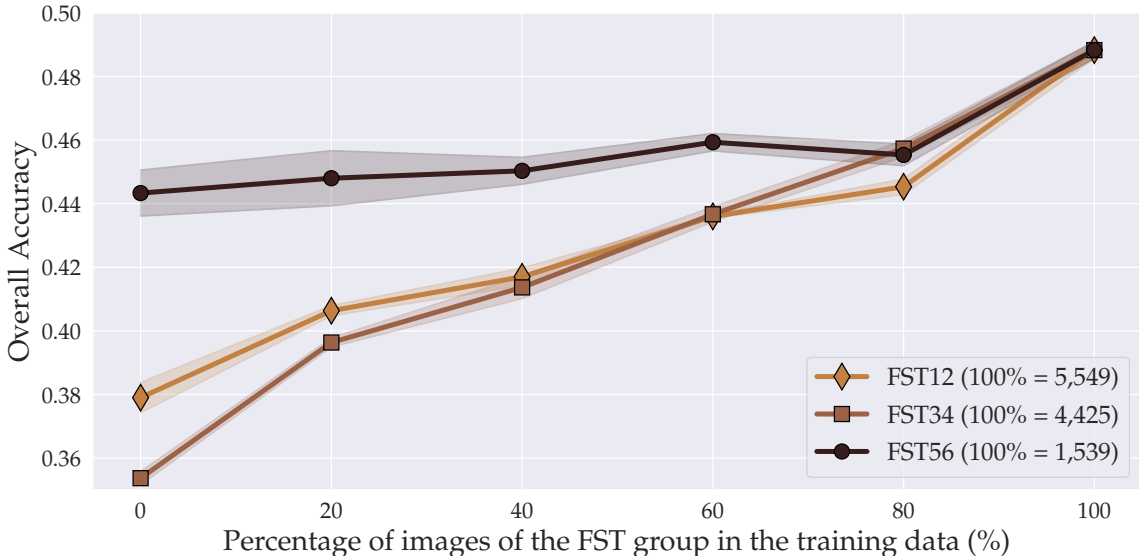 0.50
0.48
0.46
0.44
0.42
0.40
0.38
0.36
Overall Accuracy
FST12 (100% = 5,549)
FST34 (100% = 4,425)
FST56 (100% = 1,539)
0 20 40 60 80 100
Percentage of images of the FST group in the training data (%)